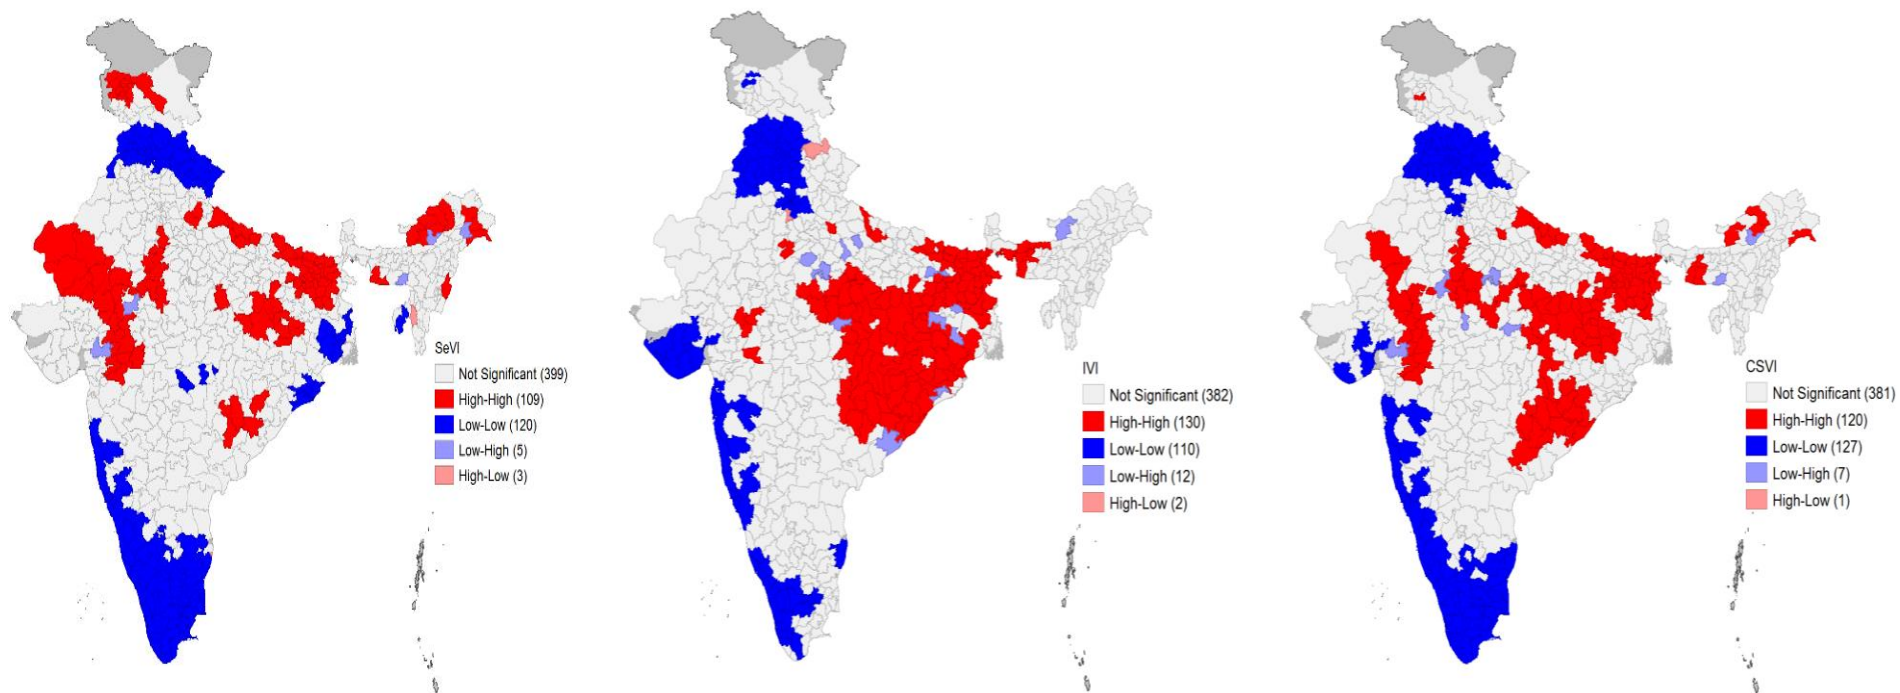 SeVI
Not Significant (399)
High-High (109)
Low-Low (120)
Low-High (5)
High-Low (3)
IVI
Not Significant (382)
High-High (130)
Low-Low (110)
Low-High (12)
High-Low (2)
CSVI
Not Significant (381)
High-High (120)
Low-Low (127)
Low-High (7)
High-Low (1)